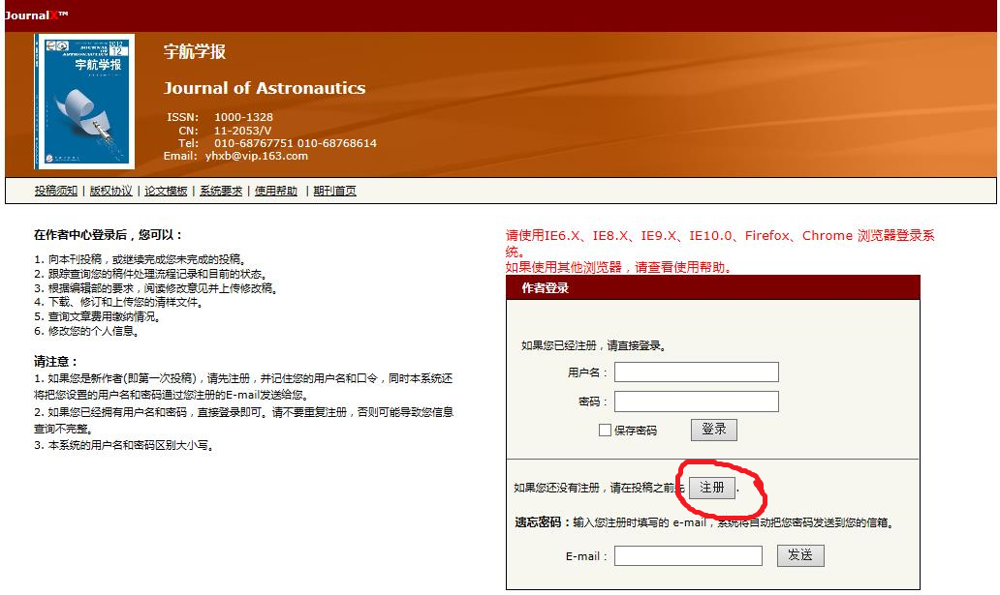 JournalX™
2012
12
JOURNAL
OF
ASTRONAUTICS
宇航学报
宇航学报
Journal of Astronautics
ISSN: 1000-1328
CN: 11-2053/V
Tel: 010-68767751 010-68768614
Email: yhxb@vip.163.com
投稿须知 | 版权协议 | 论文模板 | 系统要求 | 使用帮助 | 期刊首页
在作者中心登录后，您可以：
1. 向本刊投稿，或继续完成您未完成的投稿。
2. 跟踪查询您的稿件处理流程记录和目前的状态。
3. 根据编辑部的要求，阅读修改意见并上传修改稿。
4. 下载、修订和上传您的清样文件。
5. 查询文章费用缴纳情况。
6. 修改您的个人信息。
请注意：
1. 如果您是新作者(即第一次投稿)，请先注册，并记住您的用户名和口令，同时本系统还
将把您设置的用户名和密码通过您注册的E-mail发送给您。
2. 如果您已经拥有用户名和密码，直接登录即可。请不要重复注册，否则可能导致您信息
查询不完整。
3. 本系统的用户名和密码区别大小写。
请使用IE6.X、IE8.X、IE9.X、IE10.0、Firefox、Chrome 浏览器登录系
统。
如果使用其他浏览器，请查看使用帮助。
作者登录
如果您已经注册，请直接登录。
用户名：
密码：
保存密码 登录
如果您还没有注册，请在投稿之前先 注册 .
遗忘密码：输入您注册时填写的 e-mail，系统将自动把您密码发送到您的信箱。
E-mail： 发送